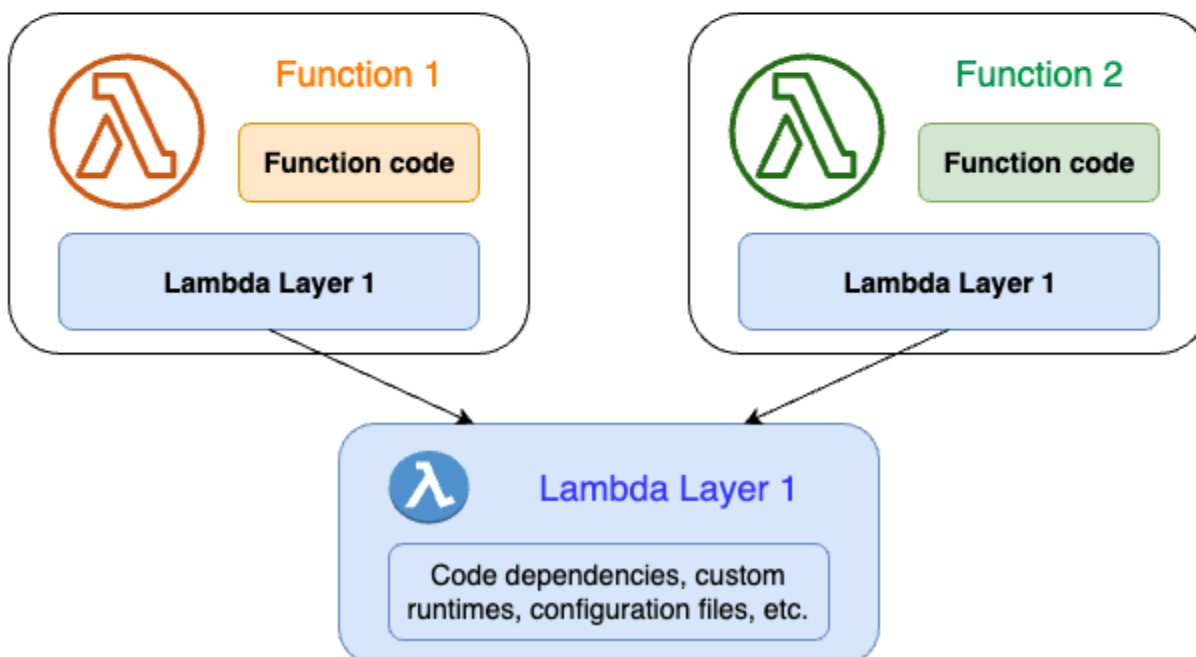 Function 1
Function code
Lambda Layer 1
Function 2
Function code
Lambda Layer 1
Lambda Layer 1
Code dependencies, custom
runtimes, configuration files, etc.